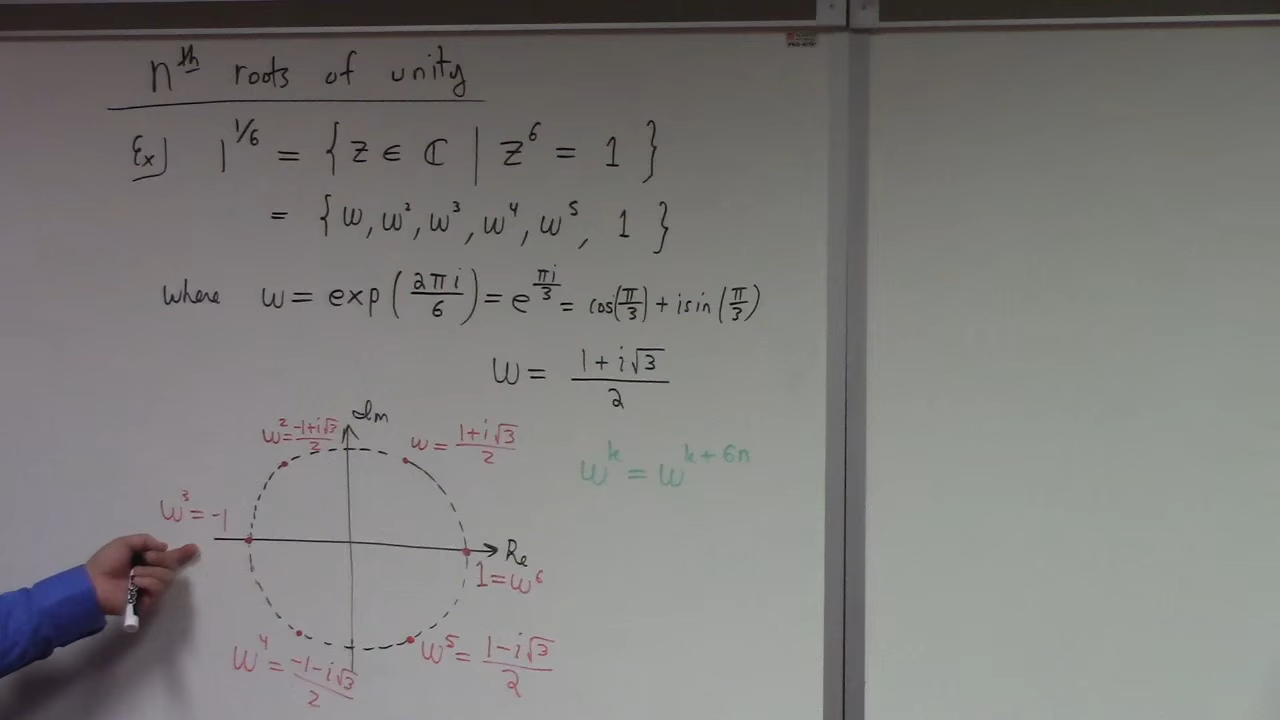 nth roots of unity
Ex) 1^{1/6} = { z ∈ ℂ | z^6 = 1 }
= { w, w^2, w^3, w^4, w^5, 1 }
where w = exp(2πi/6) = e^{πi/3} = cos(π/3) + i sin(π/3)
w = (1 + i√3)/2
Im
w^2 = (-1+i√3)/2
w = (1+i√3)/2
w^k = w^{k+6n}
w^3 = -1
Re
1 = w^6
w^4 = (-1-i√3)/2
w^5 = (1-i√3)/2